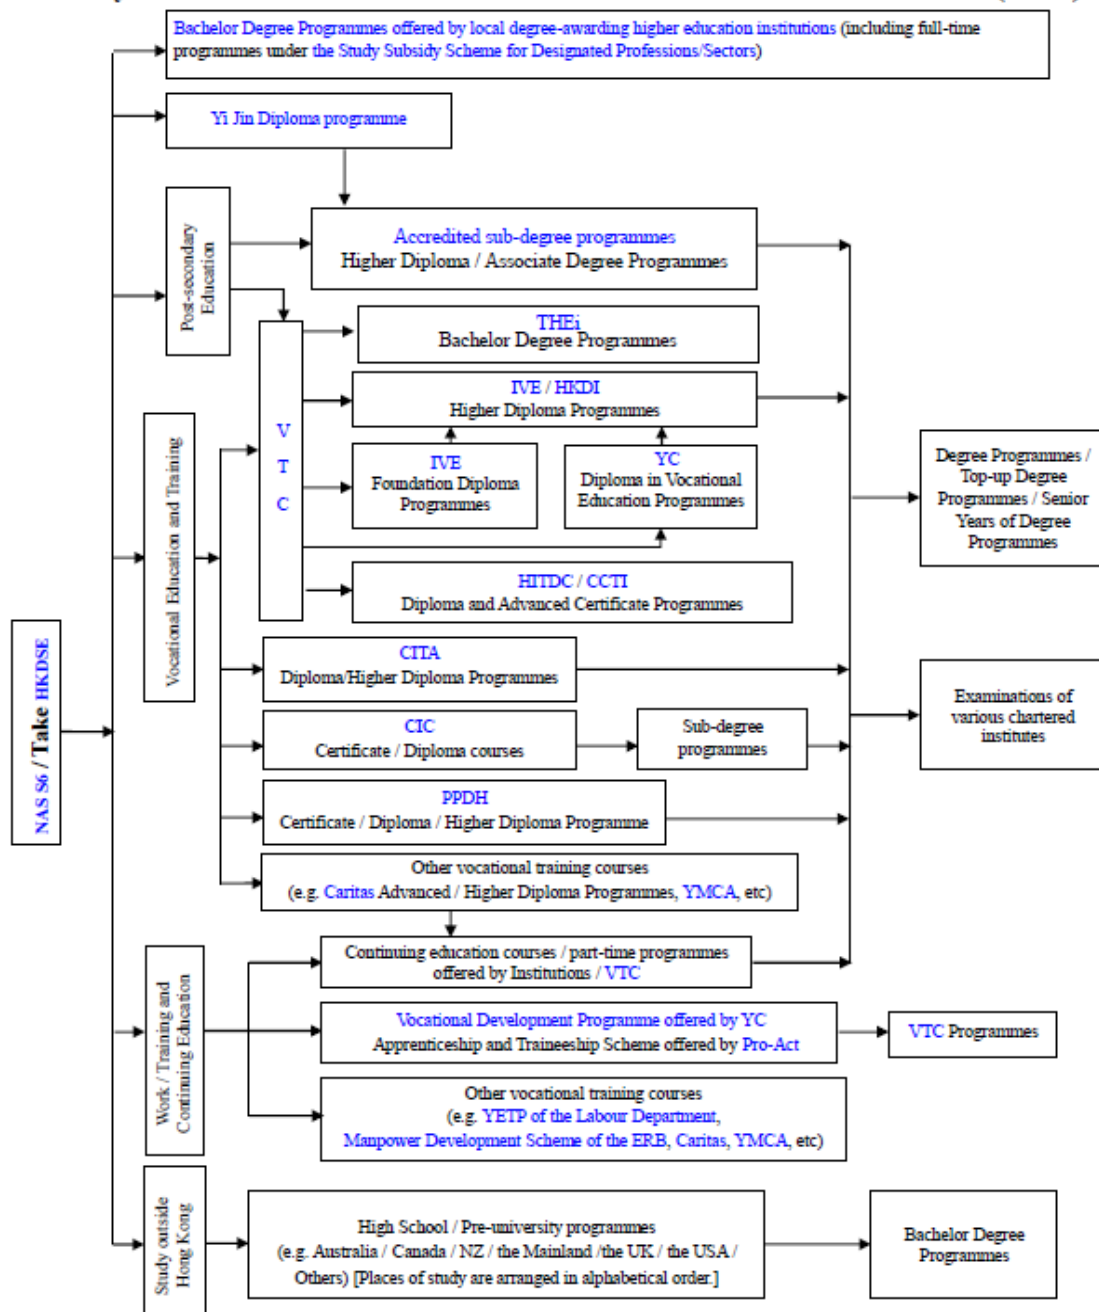 Bachelor Degree Programmes offered by local degree-awarding higher education institutions (including full-time
programmes under the Study Subsidy Scheme for Designated Professions/Sectors)
Yi Jin Diploma programme
Post-secondary
Education
Accredited sub-degree programmes
Higher Diploma / Associate Degree Programmes
THEi
Bachelor Degree Programmes
V
T
C
IVE / HKDI
Higher Diploma Programmes
IVE
Foundation Diploma
Programmes
YC
Diploma in Vocational
Education Programmes
HITDC / CCTI
Diploma and Advanced Certificate Programmes
Vocational Education and Training
Degree Programmes /
Top-up Degree
Programmes / Senior
Years of Degree
Programmes
NAS S6 / Take HKDSE
CITA
Diploma/Higher Diploma Programmes
CIC
Certificate / Diploma courses
Sub-degree
programmes
Examinations of
various chartered
institutes
PPDH
Certificate / Diploma / Higher Diploma Programme
Other vocational training courses
(e.g. Caritas Advanced / Higher Diploma Programmes, YMCA, etc)
Work / Training and
Continuing Education
Continuing education courses / part-time programmes
offered by Institutions / VTC
Vocational Development Programme offered by YC
Apprenticeship and Traineeship Scheme offered by Pro-Act
VTC Programmes
Other vocational training courses
(e.g. YETP of the Labour Department,
Manpower Development Scheme of the ERB, Caritas, YMCA, etc)
Study outside
Hong Kong
High School / Pre-university programmes
(e.g. Australia / Canada / NZ / the Mainland /the UK / the USA /
Others) [Places of study are arranged in alphabetical order.]
Bachelor Degree
Programmes